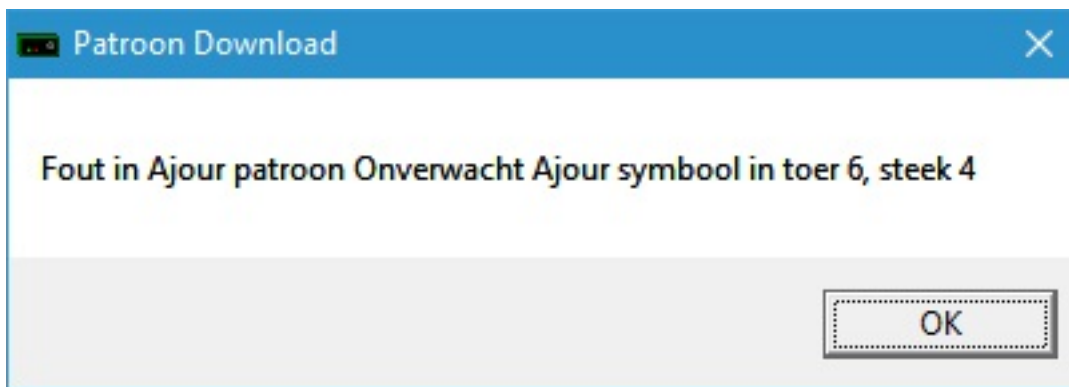 Patroon Download
Fout in Ajour patroon Onverwacht Ajour symbool in toer 6, steek 4
OK